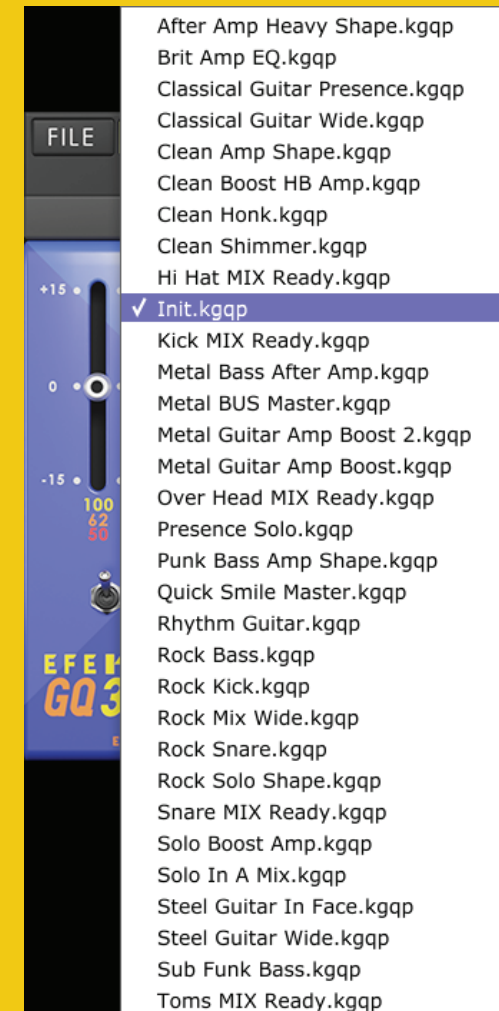 After Amp Heavy Shape.kgqp
Brit Amp EQ.kgqp
Classical Guitar Presence.kgqp
Classical Guitar Wide.kgqp
Clean Amp Shape.kgqp
Clean Boost HB Amp.kgqp
Clean Honk.kgqp
Clean Shimmer.kgqp
Hi Hat MIX Ready.kgqp
✓ Init.kgqp
Kick MIX Ready.kgqp
Metal Bass After Amp.kgqp
Metal BUS Master.kgqp
Metal Guitar Amp Boost 2.kgqp
Metal Guitar Amp Boost.kgqp
Over Head MIX Ready.kgqp
Presence Solo.kgqp
Punk Bass Amp Shape.kgqp
Quick Smile Master.kgqp
Rhythm Guitar.kgqp
Rock Bass.kgqp
Rock Kick.kgqp
Rock Mix Wide.kgqp
Rock Snare.kgqp
Rock Solo Shape.kgqp
Snare MIX Ready.kgqp
Solo Boost Amp.kgqp
Solo In A Mix.kgqp
Steel Guitar In Face.kgqp
Steel Guitar Wide.kgqp
Sub Funk Bass.kgqp
Toms MIX Ready.kgqp
FILE
+15
0
-15
100
62
50
GQ 3